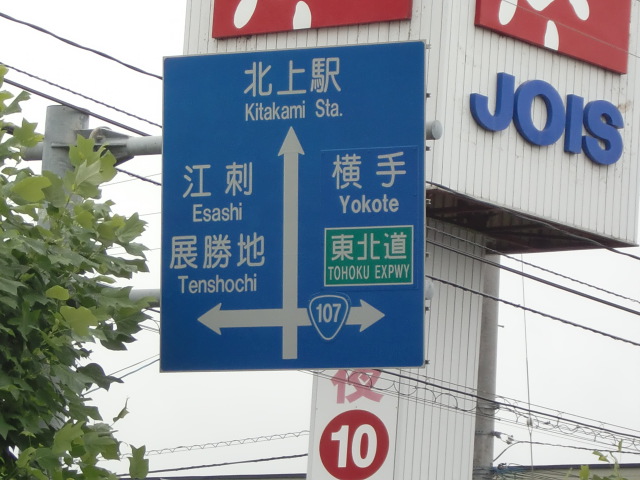 北上駅
Kitakami Sta.
江刺
Esashi
展勝地
Tenshochi
横手
Yokote
東北道
TOHOKU EXPWY
107
JOIS
夜
10